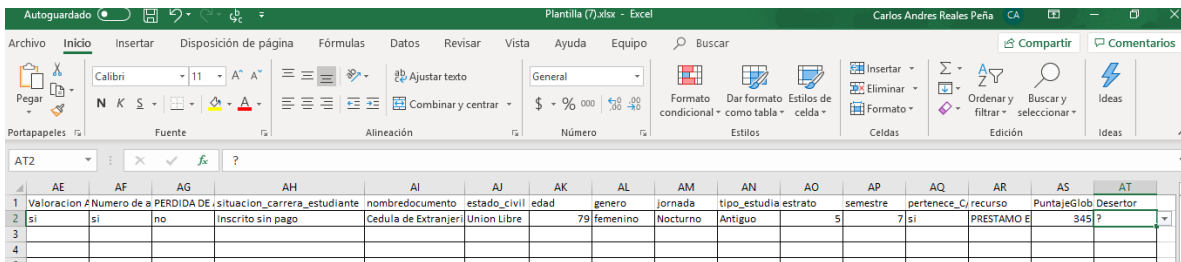 Autoguardado Plantilla (7).xlsx - Excel Carlos Andres Reales Peña CA
Archivo Inicio Insertar Disposición de página Fórmulas Datos Revisar Vista Ayuda Equipo Buscar Compartir Comentarios
Pegar Calibri 11 A A Ajustar texto General Formato condicional Dar formato como tabla Estilos de celda Insertar Ordenar y filtrar Buscar y seleccionar Ideas
N K S A Combinar y centrar $ % 000 Eliminar
Formato
Portapapeles Fuente Alineación Número Estilos Celdas Edición Ideas
AT2 fx ?
AE AF AG AH AI AJ AK AL AM AN AO AP AQ AR AS AT
1 Valoracion A Numero de a PERDIDA DE situacion_carrera_estudiante nombredocumento estado_civil edad genero jornada tipo_estudia estrato semestre pertenece_C recurso PuntajeGlob Desertor
2 si si no Inscrito sin pago Cedula de Extranjeri Union Libre 79 femenino Nocturno Antiguo 5 7 si PRESTAMO E 345 ?
3
4